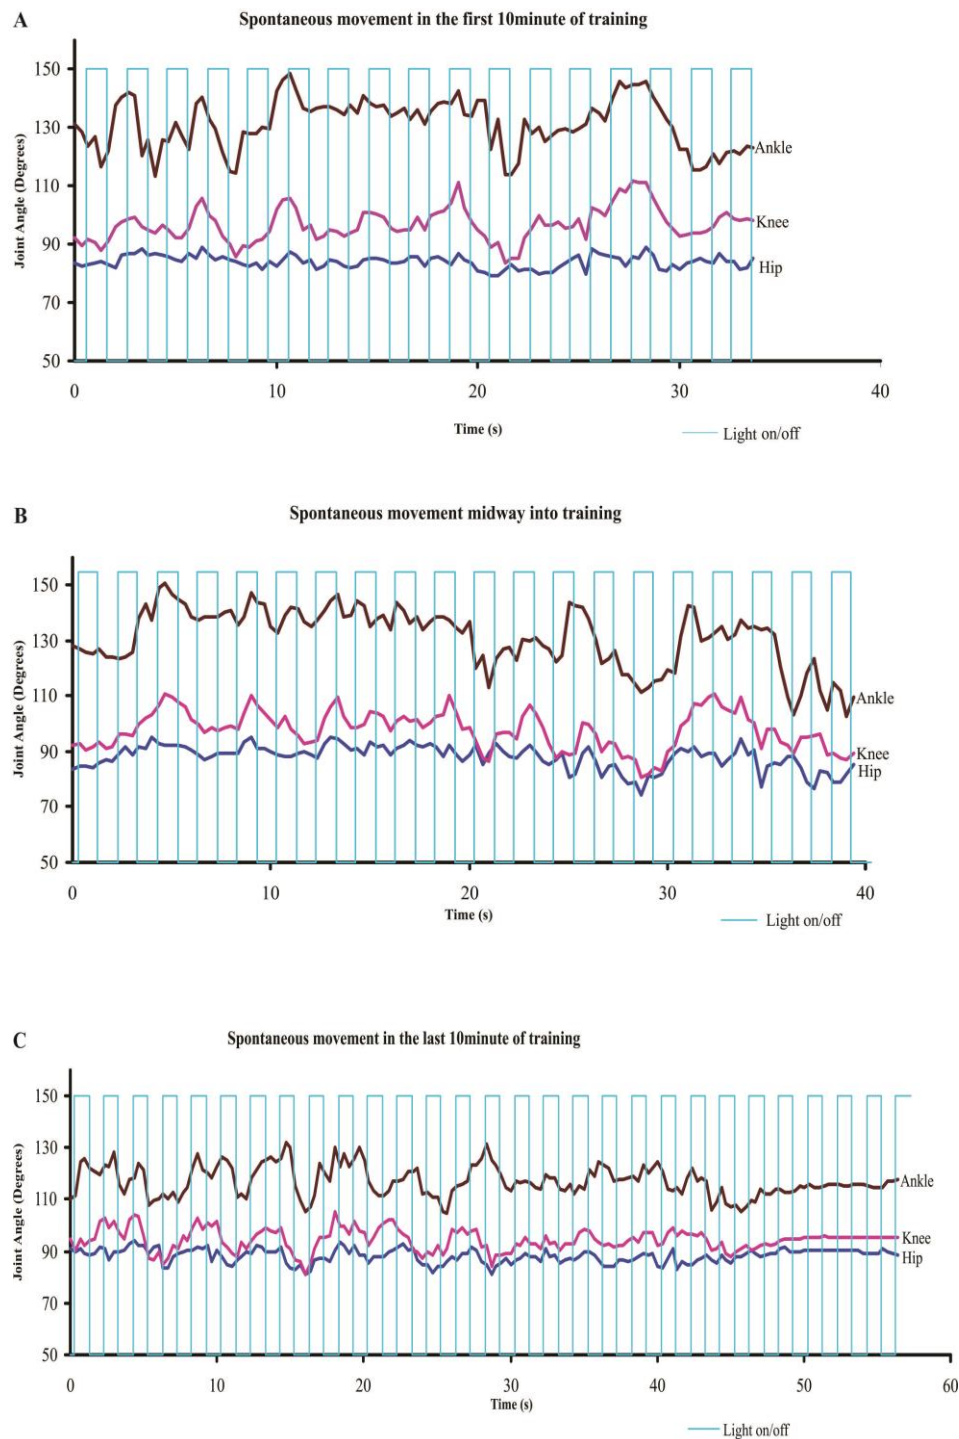 A
Spontaneous movement in the first 10minute of training
Joint Angle (Degrees)
150
130
110
90
70
50
Ankle
Knee
Hip
0 10 20 30 40
Time (s)
Light on/off
B
Spontaneous movement midway into training
Joint Angle (Degrees)
150
130
110
90
70
50
Ankle
Knee
Hip
0 10 20 30 40
Time (s)
Light on/off
C
Spontaneous movement in the last 10minute of training
Joint Angle (Degrees)
150
130
110
90
70
50
Ankle
Knee
Hip
0 10 20 30 40 50 60
Time (s)
Light on/off